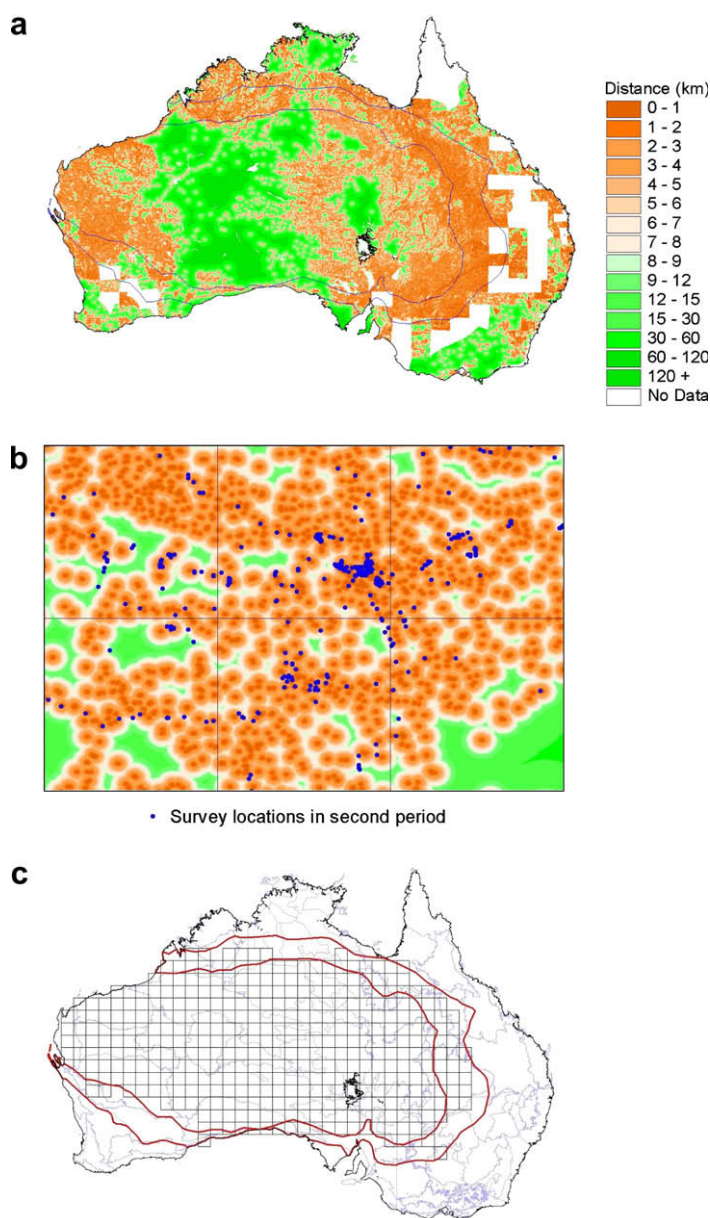 a
Distance (km)
0 - 1
1 - 2
2 - 3
3 - 4
4 - 5
5 - 6
6 - 7
7 - 8
8 - 9
9 - 12
12 - 15
15 - 30
30 - 60
60 - 120
120 +
No Data
b
Survey locations in second period
c